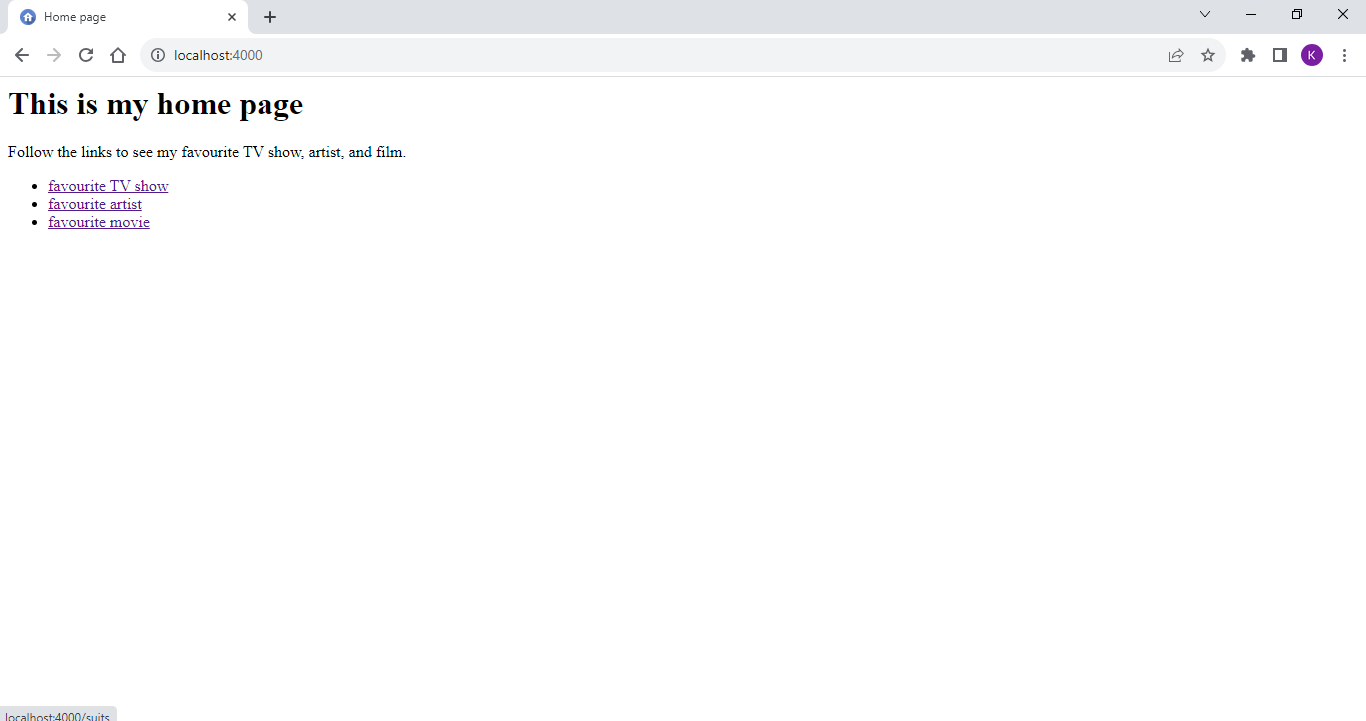 Home page
localhost:4000
K
This is my home page
Follow the links to see my favourite TV show, artist, and film.
favourite TV show
favourite artist
favourite movie
localhost:4000/suits